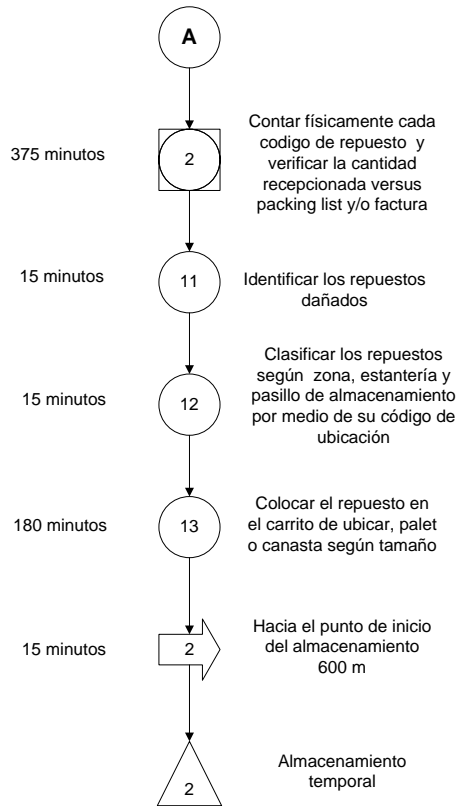 A
375 minutos
2
Contar físicamente cada
codigo de repuesto y
verificar la cantidad
recepcionada versus
packing list y/o factura
15 minutos
11
Identificar los repuestos
dañados
15 minutos
12
Clasificar los repuestos
según zona, estantería y
pasillo de almacenamiento
por medio de su código de
ubicación
180 minutos
13
Colocar el repuesto en
el carrito de ubicar, palet
o canasta según tamaño
15 minutos
2
Hacia el punto de inicio
del almacenamiento
600 m
2
Almacenamiento
temporal